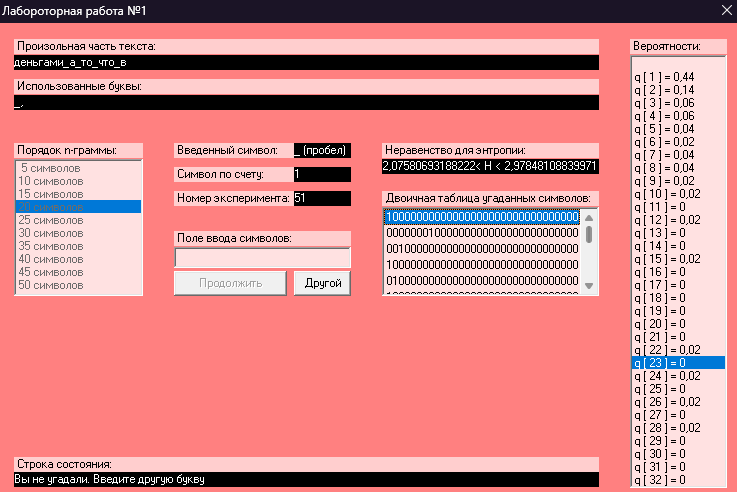 Лабороторная работа №1
Произольная часть текста:
деньгами_а_то_что_в
Использованные буквы:
_,
Порядок n-граммы:
5 символов
10 символов
15 символов
25 символов
30 символов
35 символов
40 символов
45 символов
50 символов
Введенный символ: _ (пробел)
Символ по счету: 1
Номер эксперимента: 51
Поле ввода символов:
Продолжить
Другой
Неравенство для энтропии:
2,07580693188222< H < 2,97848108839971
Двоичная таблица угаданных символов:
10000000000000000000000000000000
00000001000000000000000000000000
00100000000000000000000000000000
10000000000000000000000000000000
01000000000000000000000000000000
Вероятности:
q [ 1 ] = 0,44
q [ 2 ] = 0,14
q [ 3 ] = 0,06
q [ 4 ] = 0,06
q [ 5 ] = 0,04
q [ 6 ] = 0,02
q [ 7 ] = 0,04
q [ 8 ] = 0,04
q [ 9 ] = 0,02
q [ 10 ] = 0,02
q [ 11 ] = 0
q [ 12 ] = 0,02
q [ 13 ] = 0
q [ 14 ] = 0
q [ 15 ] = 0,02
q [ 16 ] = 0
q [ 17 ] = 0
q [ 18 ] = 0
q [ 19 ] = 0
q [ 20 ] = 0
q [ 21 ] = 0
q [ 22 ] = 0,02
q [ 23 ] = 0
q [ 24 ] = 0,02
q [ 25 ] = 0
q [ 26 ] = 0,02
q [ 27 ] = 0
q [ 28 ] = 0,02
q [ 29 ] = 0
q [ 30 ] = 0
q [ 31 ] = 0
q [ 32 ] = 0
Строка состояния:
Вы не угадали. Введите другую букву